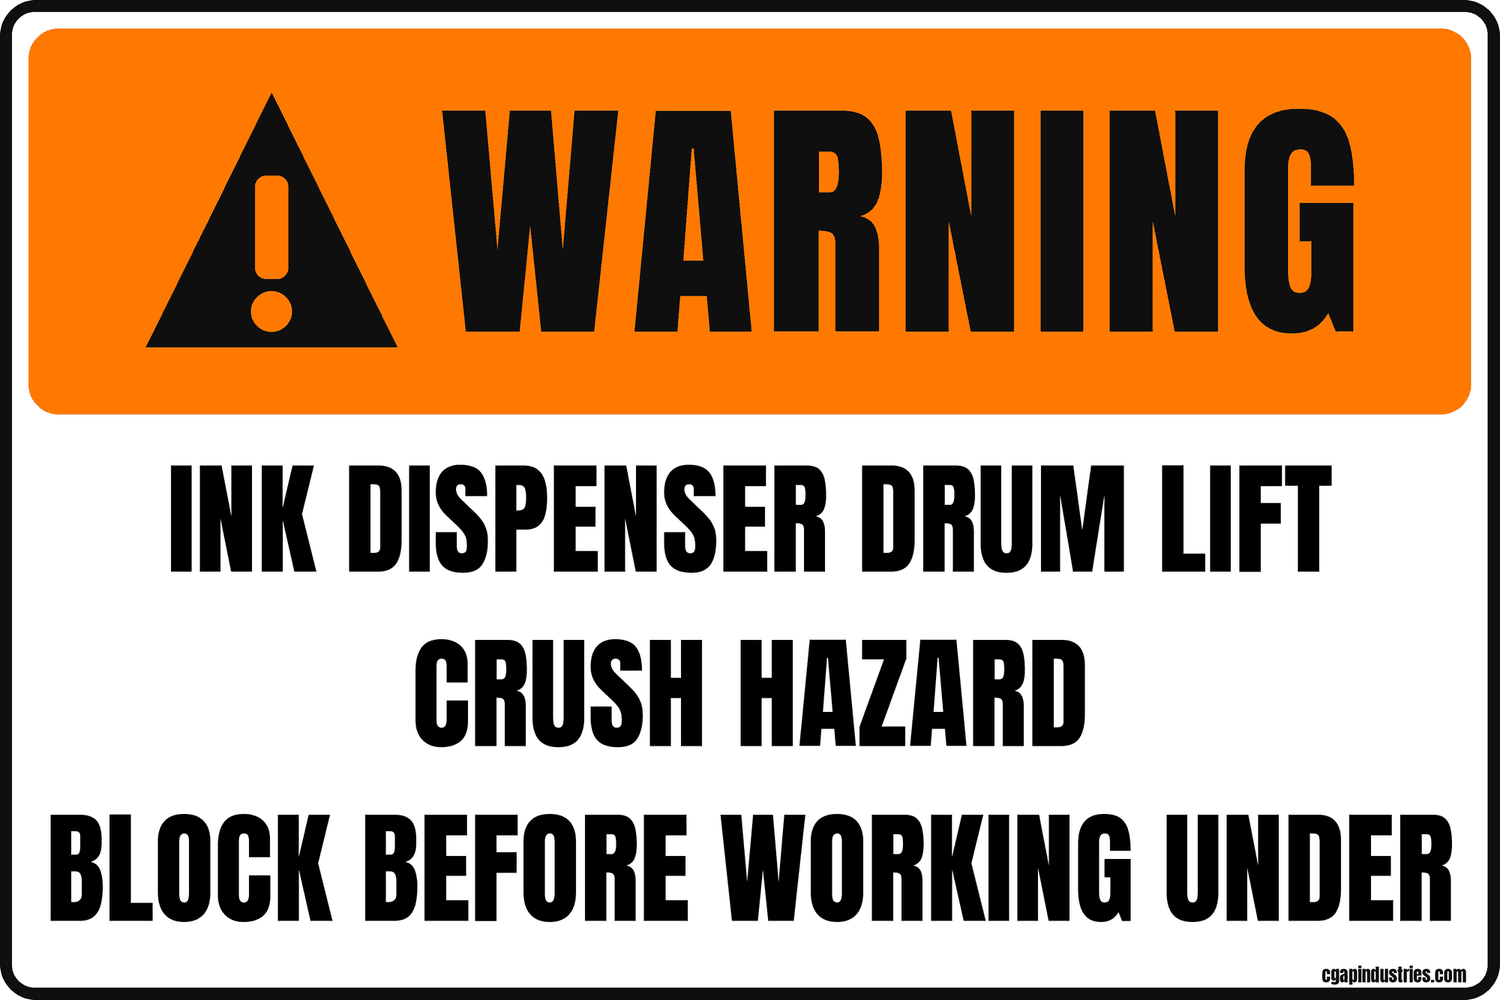 WARNING
INK DISPENSER DRUM LIFT
CRUSH HAZARD
BLOCK BEFORE WORKING UNDER
cgapindustries.com